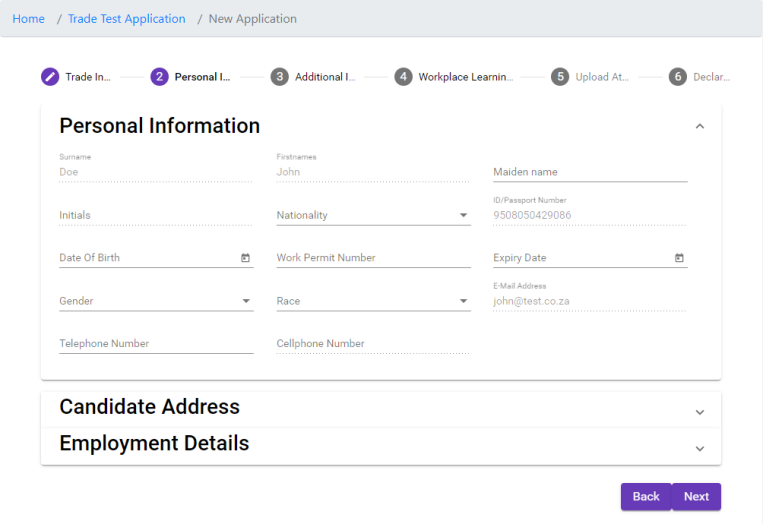 Home / Trade Test Application / New Application
Trade In... 2 Personal I... 3 Additional I... 4 Workplace Learnin... 5 Upload At... 6 Declar...
Personal Information
Surname Firstnames
Doe John Maiden name
ID/Passport Number
Initials Nationality 9508050429086
Date Of Birth Work Permit Number Expiry Date
E-Mail Address
Gender Race john@test.co.za
Telephone Number Cellphone Number
Candidate Address
Employment Details
Back Next